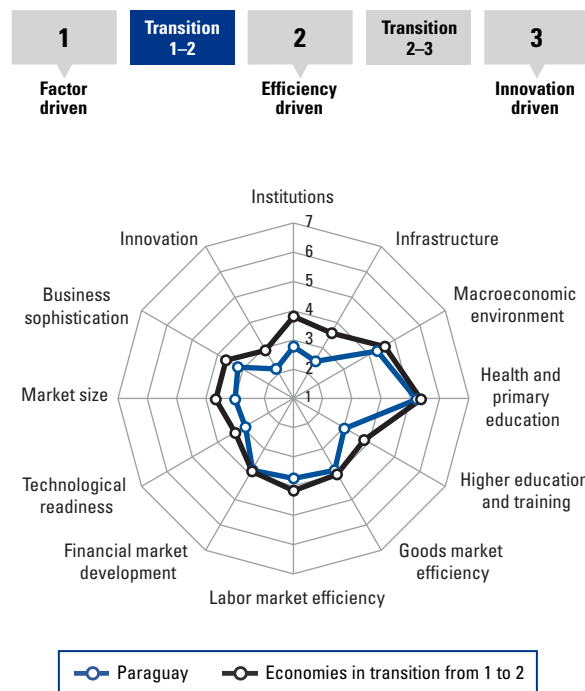 1
Transition
1–2
2
Transition
2–3
3
Factor
driven
Efficiency
driven
Innovation
driven
Institutions
Infrastructure
Macroeconomic
environment
Health and
primary
education
Higher education
and training
Goods market
efficiency
Labor market efficiency
Financial market
development
Technological
readiness
Market size
Business
sophistication
Innovation
7
6
5
4
3
2
1
Paraguay
Economies in transition from 1 to 2